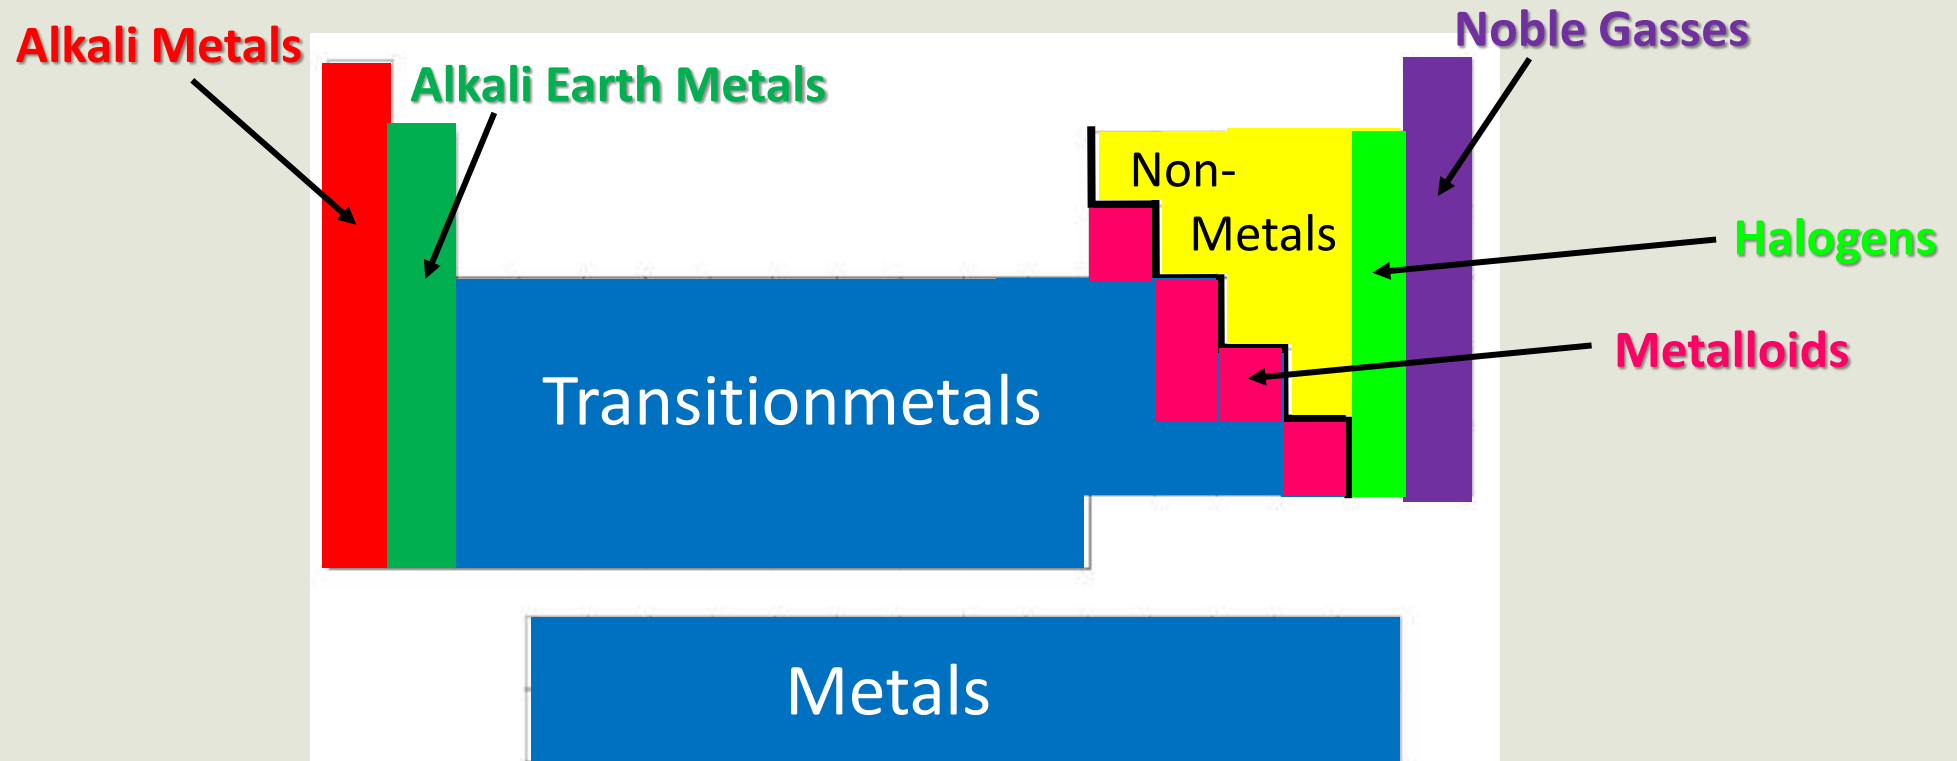 Alkali Metals
Noble Gasses
Alkali Earth Metals
Non-
Metals
Halogens
Metalloids
Transitionmetals
Metals